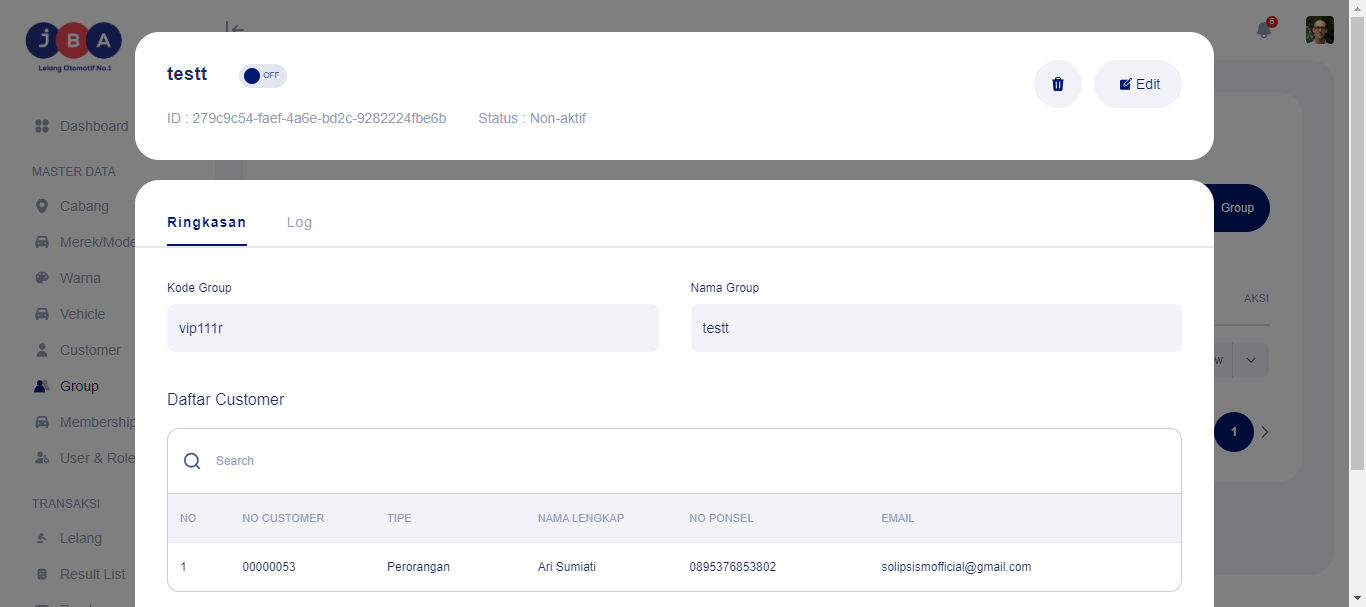 JBA
Lelang Otomotif No.1
6
testt
OFF
Edit
ID : 279c9c54-faef-4a6e-bd2c-9282224fbe6b
Status : Non-aktif
Dashboard
MASTER DATA
Cabang
Merek/Mode
Warna
Vehicle
Customer
Group
Membership
User & Role
TRANSAKSI
Lelang
Result List
Ringkasan
Log
Group
Kode Group
Nama Group
vip111r
testt
AKSI
w
Daftar Customer
1
Search
NO
NO CUSTOMER
TIPE
NAMA LENGKAP
NO PONSEL
EMAIL
1
00000053
Perorangan
Ari Sumiati
0895376853802
solipsismofficial@gmail.com